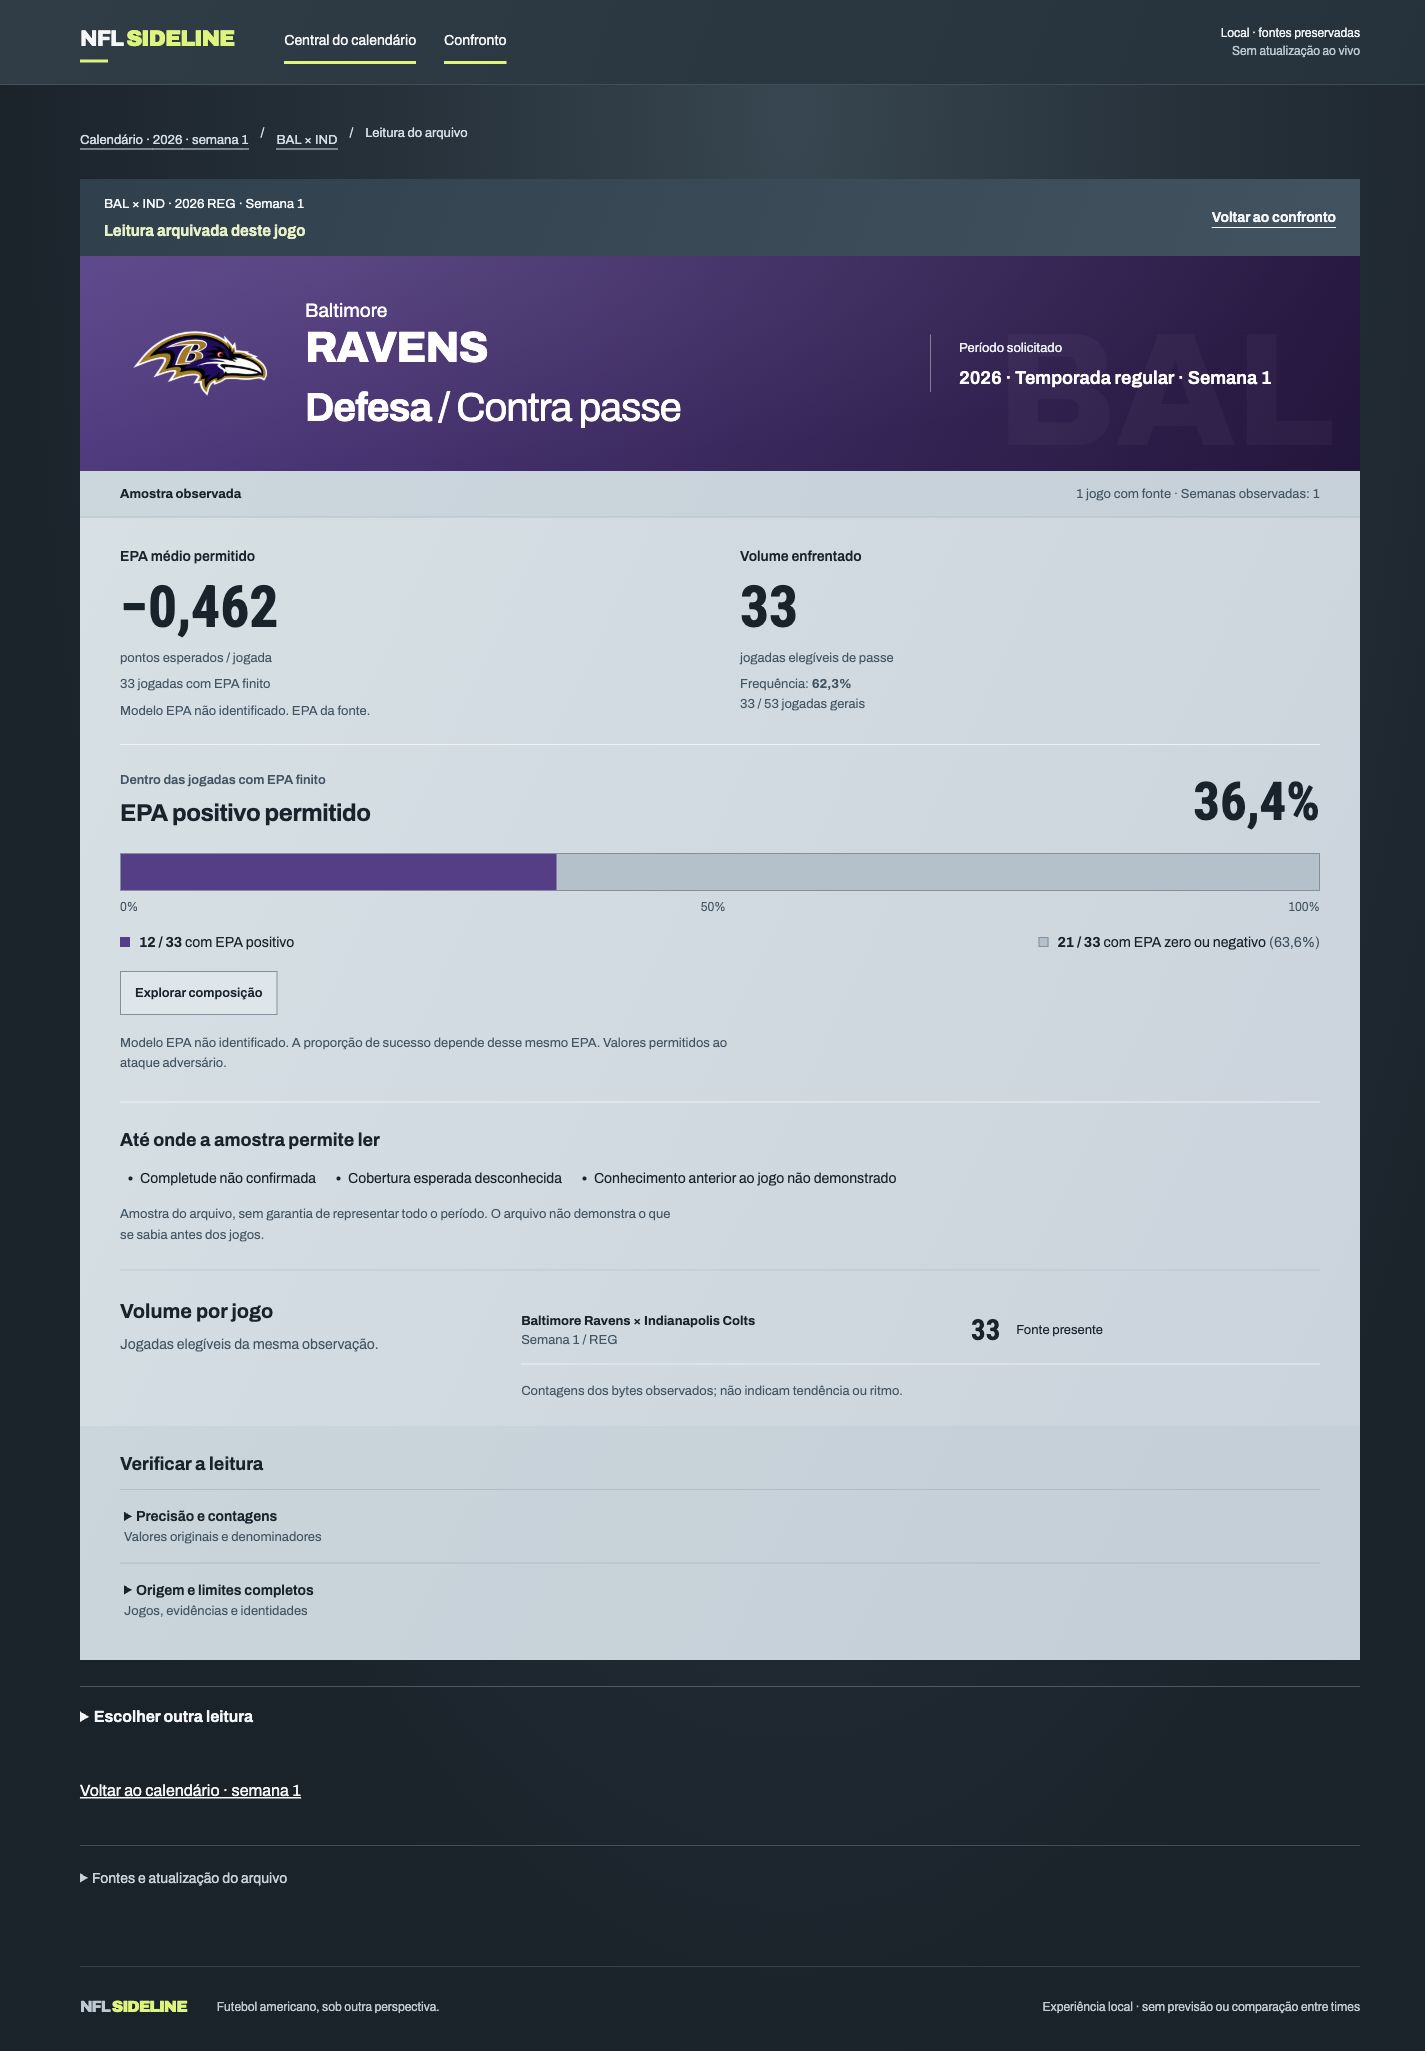 NFL SIDELINE
Central do calendário
Confronto
Local · fontes preservadas
Sem atualização ao vivo
Calendário · 2026 · semana 1 / BAL × IND / Leitura do arquivo
BAL × IND · 2026 REG · Semana 1
Leitura arquivada deste jogo
Voltar ao confronto
B
Baltimore
RAVENS
Defesa / Contra passe
Período solicitado
2026 · Temporada regular · Semana 1
BAL
Amostra observada
1 jogo com fonte · Semanas observadas: 1
EPA médio permitido
−0,462
pontos esperados / jogada
33 jogadas com EPA finito
Modelo EPA não identificado. EPA da fonte.
Volume enfrentado
33
jogadas elegíveis de passe
Frequência: 62,3%
33 / 53 jogadas gerais
Dentro das jogadas com EPA finito
EPA positivo permitido
36,4%
0%
50%
100%
12 / 33 com EPA positivo
21 / 33 com EPA zero ou negativo (63,6%)
Explorar composição
Modelo EPA não identificado. A proporção de sucesso depende desse mesmo EPA. Valores permitidos ao
ataque adversário.
Até onde a amostra permite ler
• Completude não confirmada
• Cobertura esperada desconhecida
• Conhecimento anterior ao jogo não demonstrado
Amostra do arquivo, sem garantia de representar todo o período. O arquivo não demonstra o que
se sabia antes dos jogos.
Volume por jogo
Jogadas elegíveis da mesma observação.
Baltimore Ravens × Indianapolis Colts
Semana 1 / REG
33
Fonte presente
Contagens dos bytes observados; não indicam tendência ou ritmo.
Verificar a leitura
Precisão e contagens
Valores originais e denominadores
Origem e limites completos
Jogos, evidências e identidades
Escolher outra leitura
Voltar ao calendário · semana 1
Fontes e atualização do arquivo
NFL SIDELINE
Futebol americano, sob outra perspectiva.
Experiência local · sem previsão ou comparação entre times